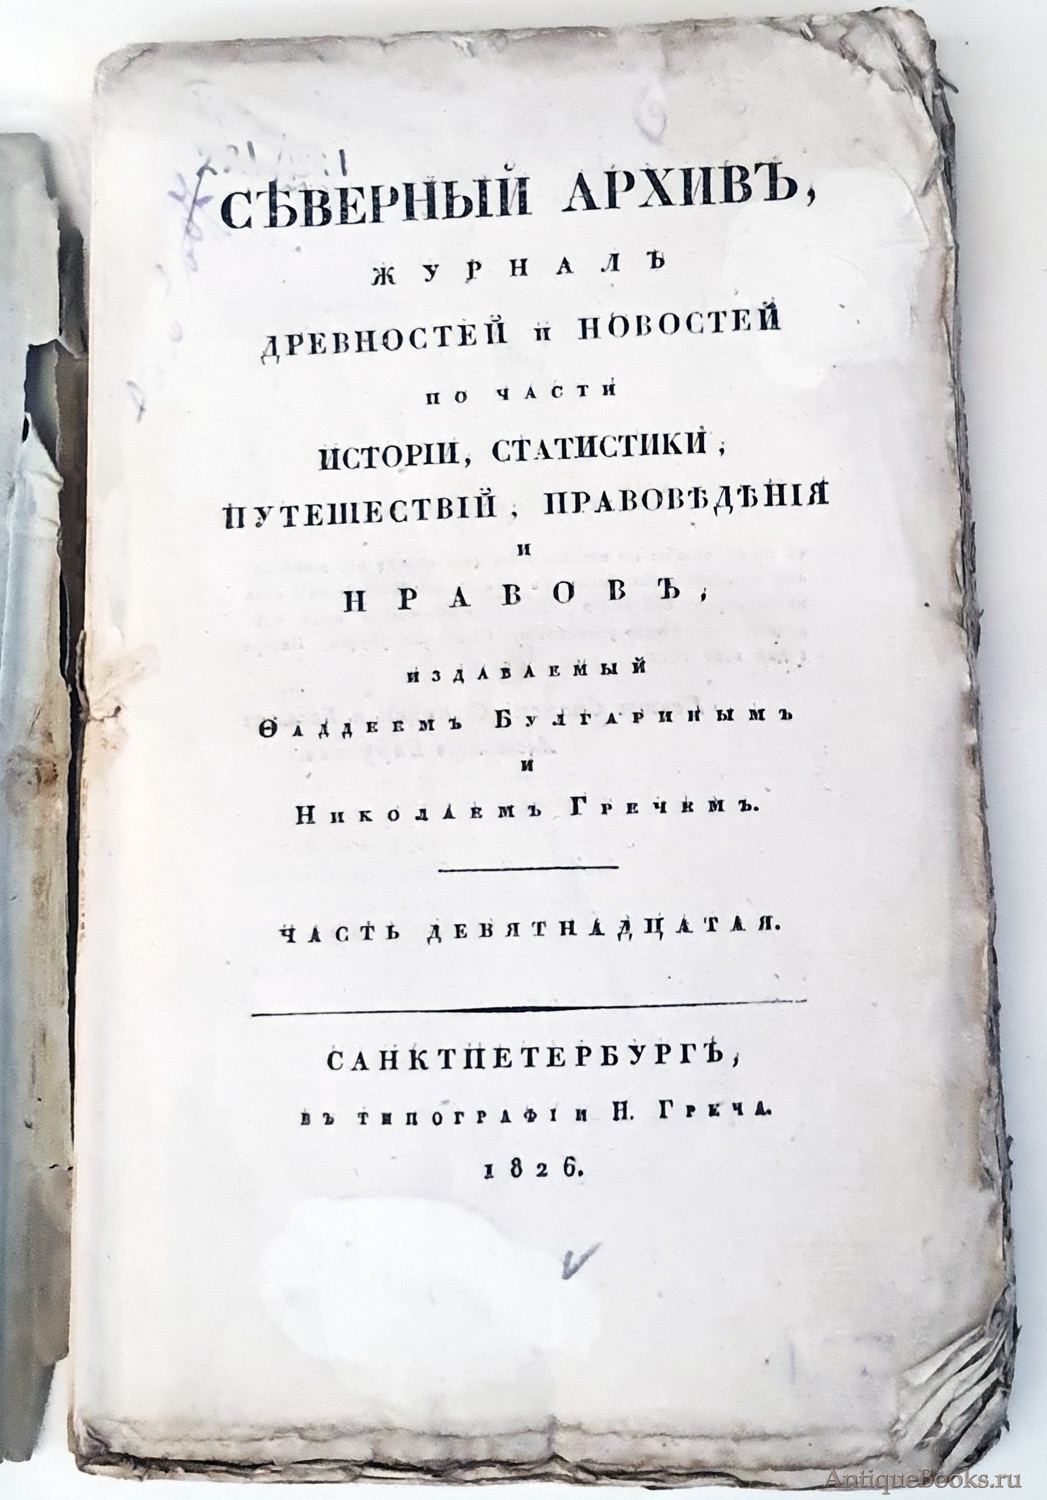 СѢВЕРНЫЙ АРХИВЪ,
ЖУРНАЛЪ
ДРЕВНОСТЕЙ и НОВОСТЕЙ
ПО ЧАСТИ
ИСТОРІИ, СТАТИСТИКИ,
ПУТЕШЕСТВІЙ, ПРАВОВѢДѢНІЯ
И
НРАВОВЪ,
ИЗДАВАЕМЫЙ
ѲАДДЕЕМЪ БУЛГАРИНЫМЪ
И
НИКОЛАЕМЪ ГРЕЧЕМЪ.
ЧАСТЬ ДЕВЯТНАДЦАТАЯ.
САНКТПЕТЕРБУРГЪ,
ВЪ ТИПОГРАФІИ Н. ГРЕЧА.
1826.
AntiqueBooks.ru